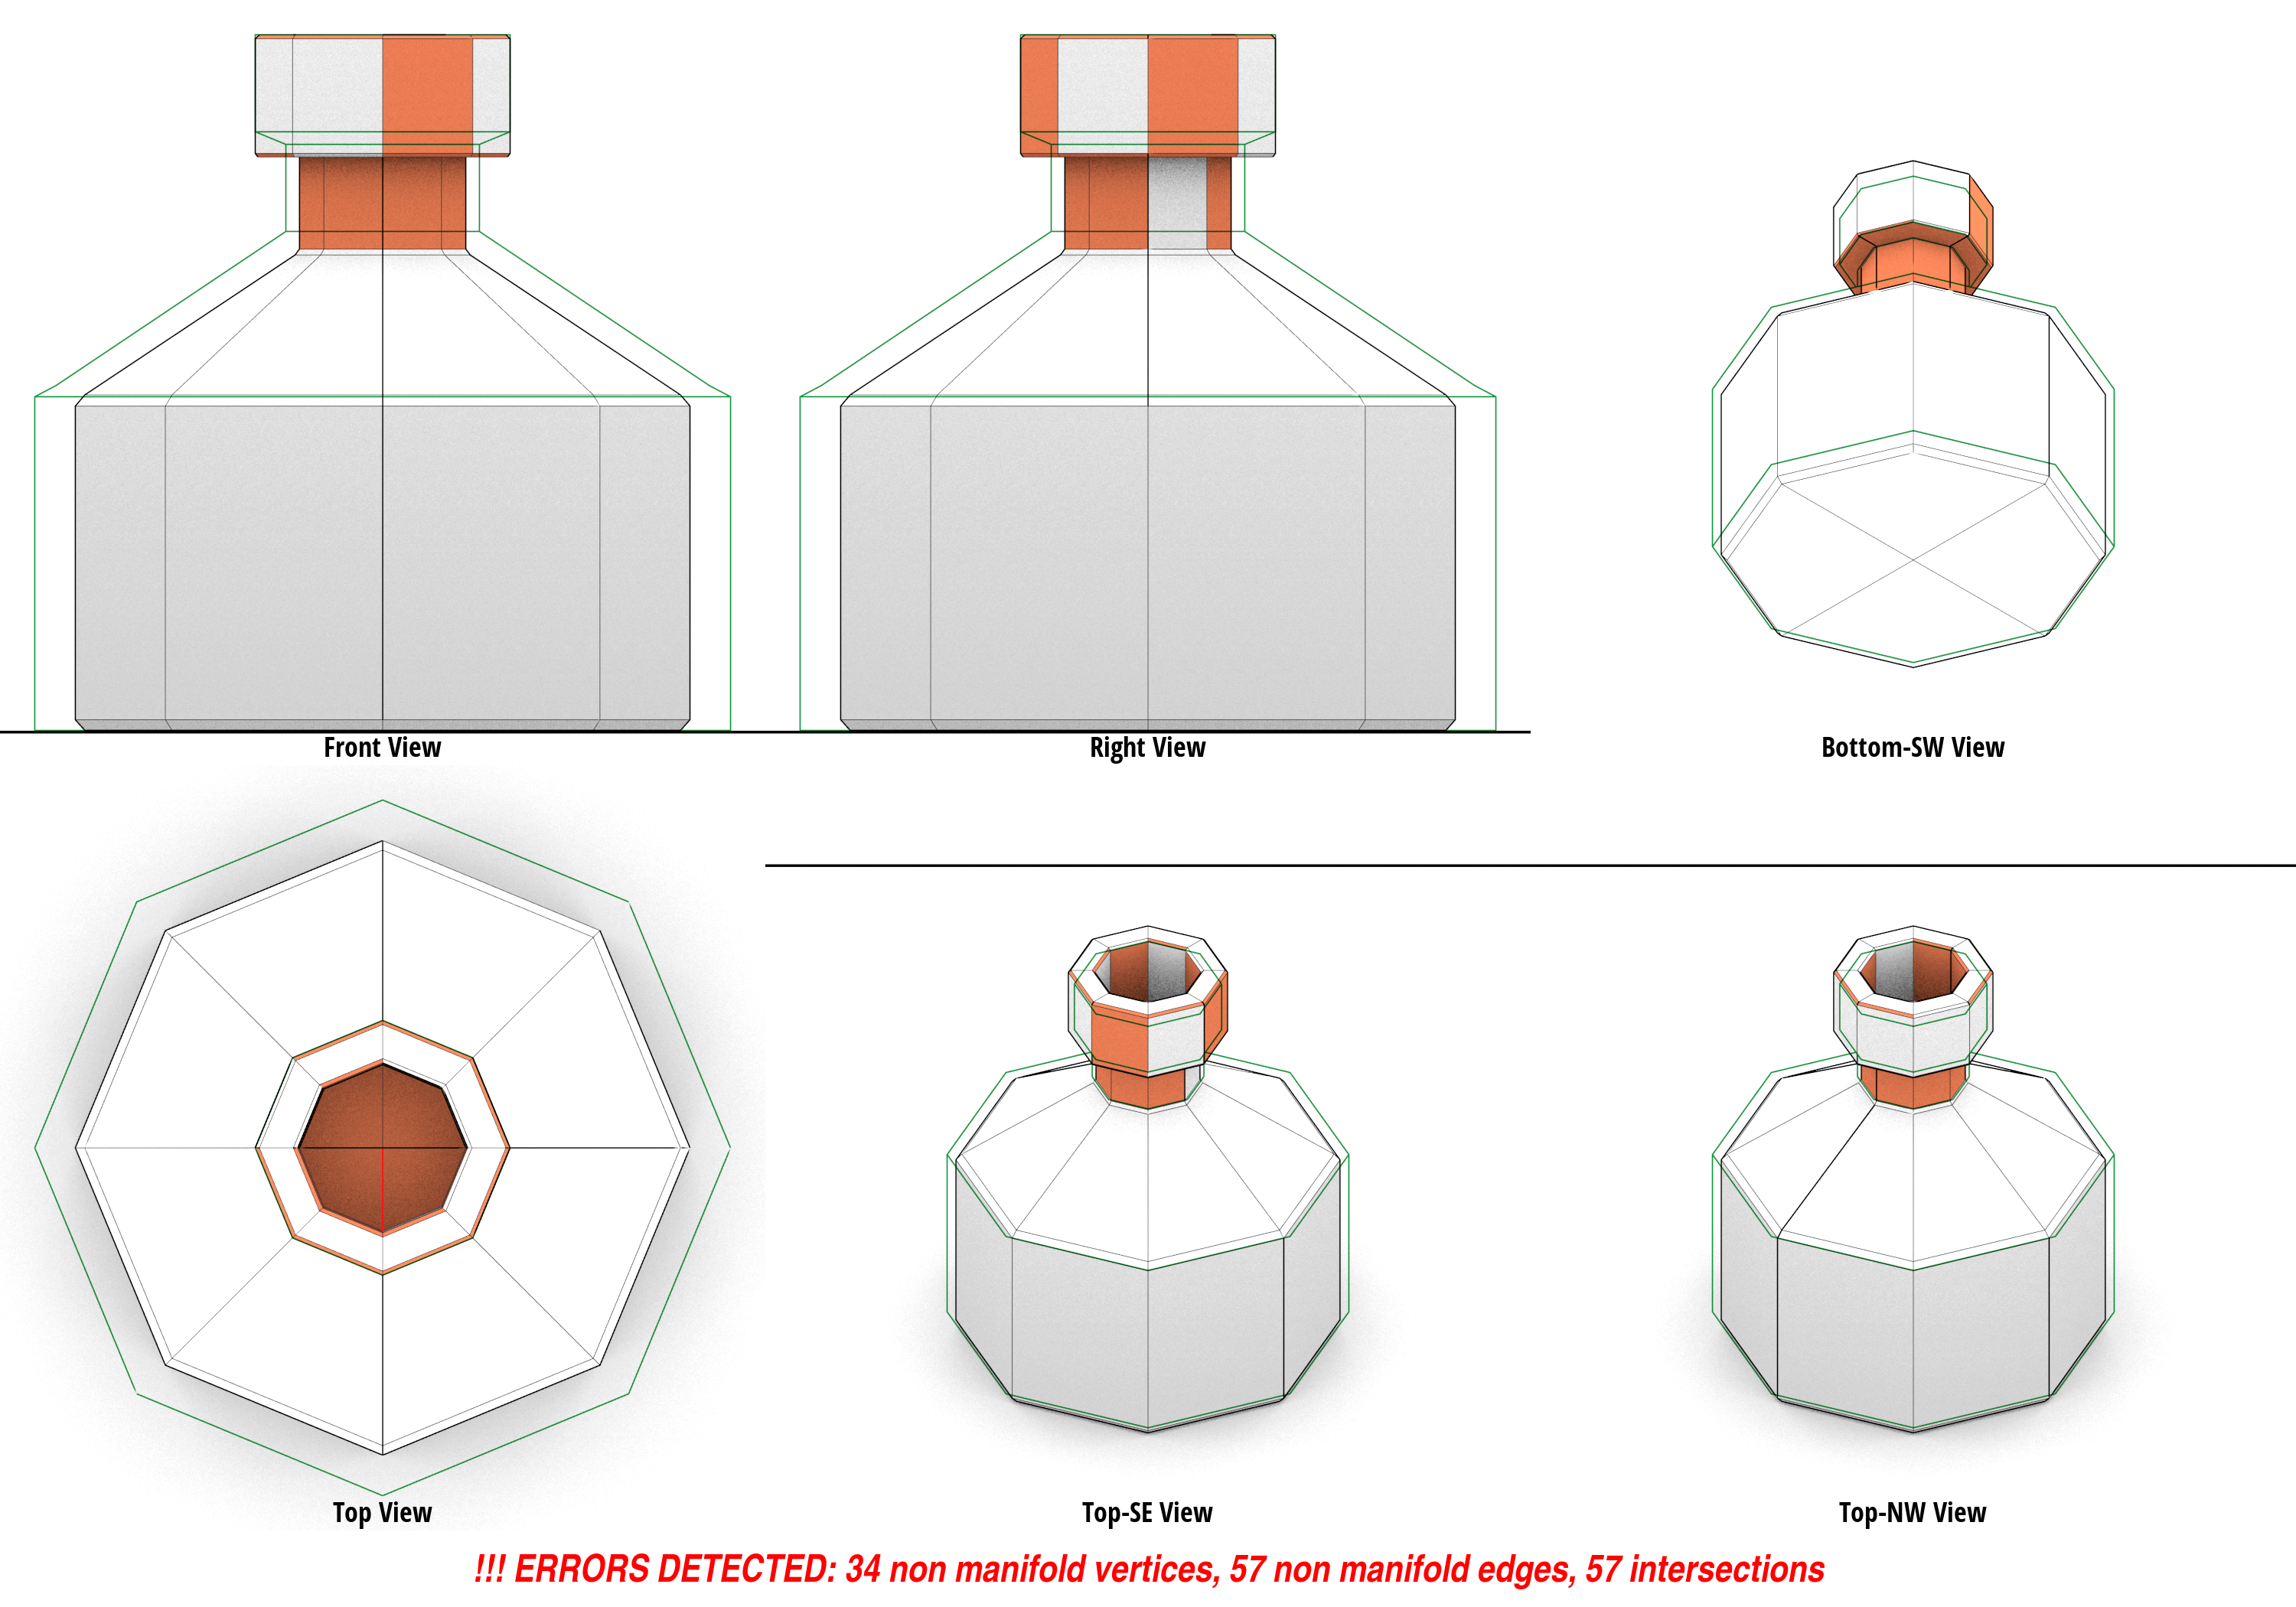 Front View
Right View
Bottom-SW View
Top View
Top-SE View
Top-NW View
!!! ERRORS DETECTED: 34 non manifold vertices, 57 non manifold edges, 57 intersections